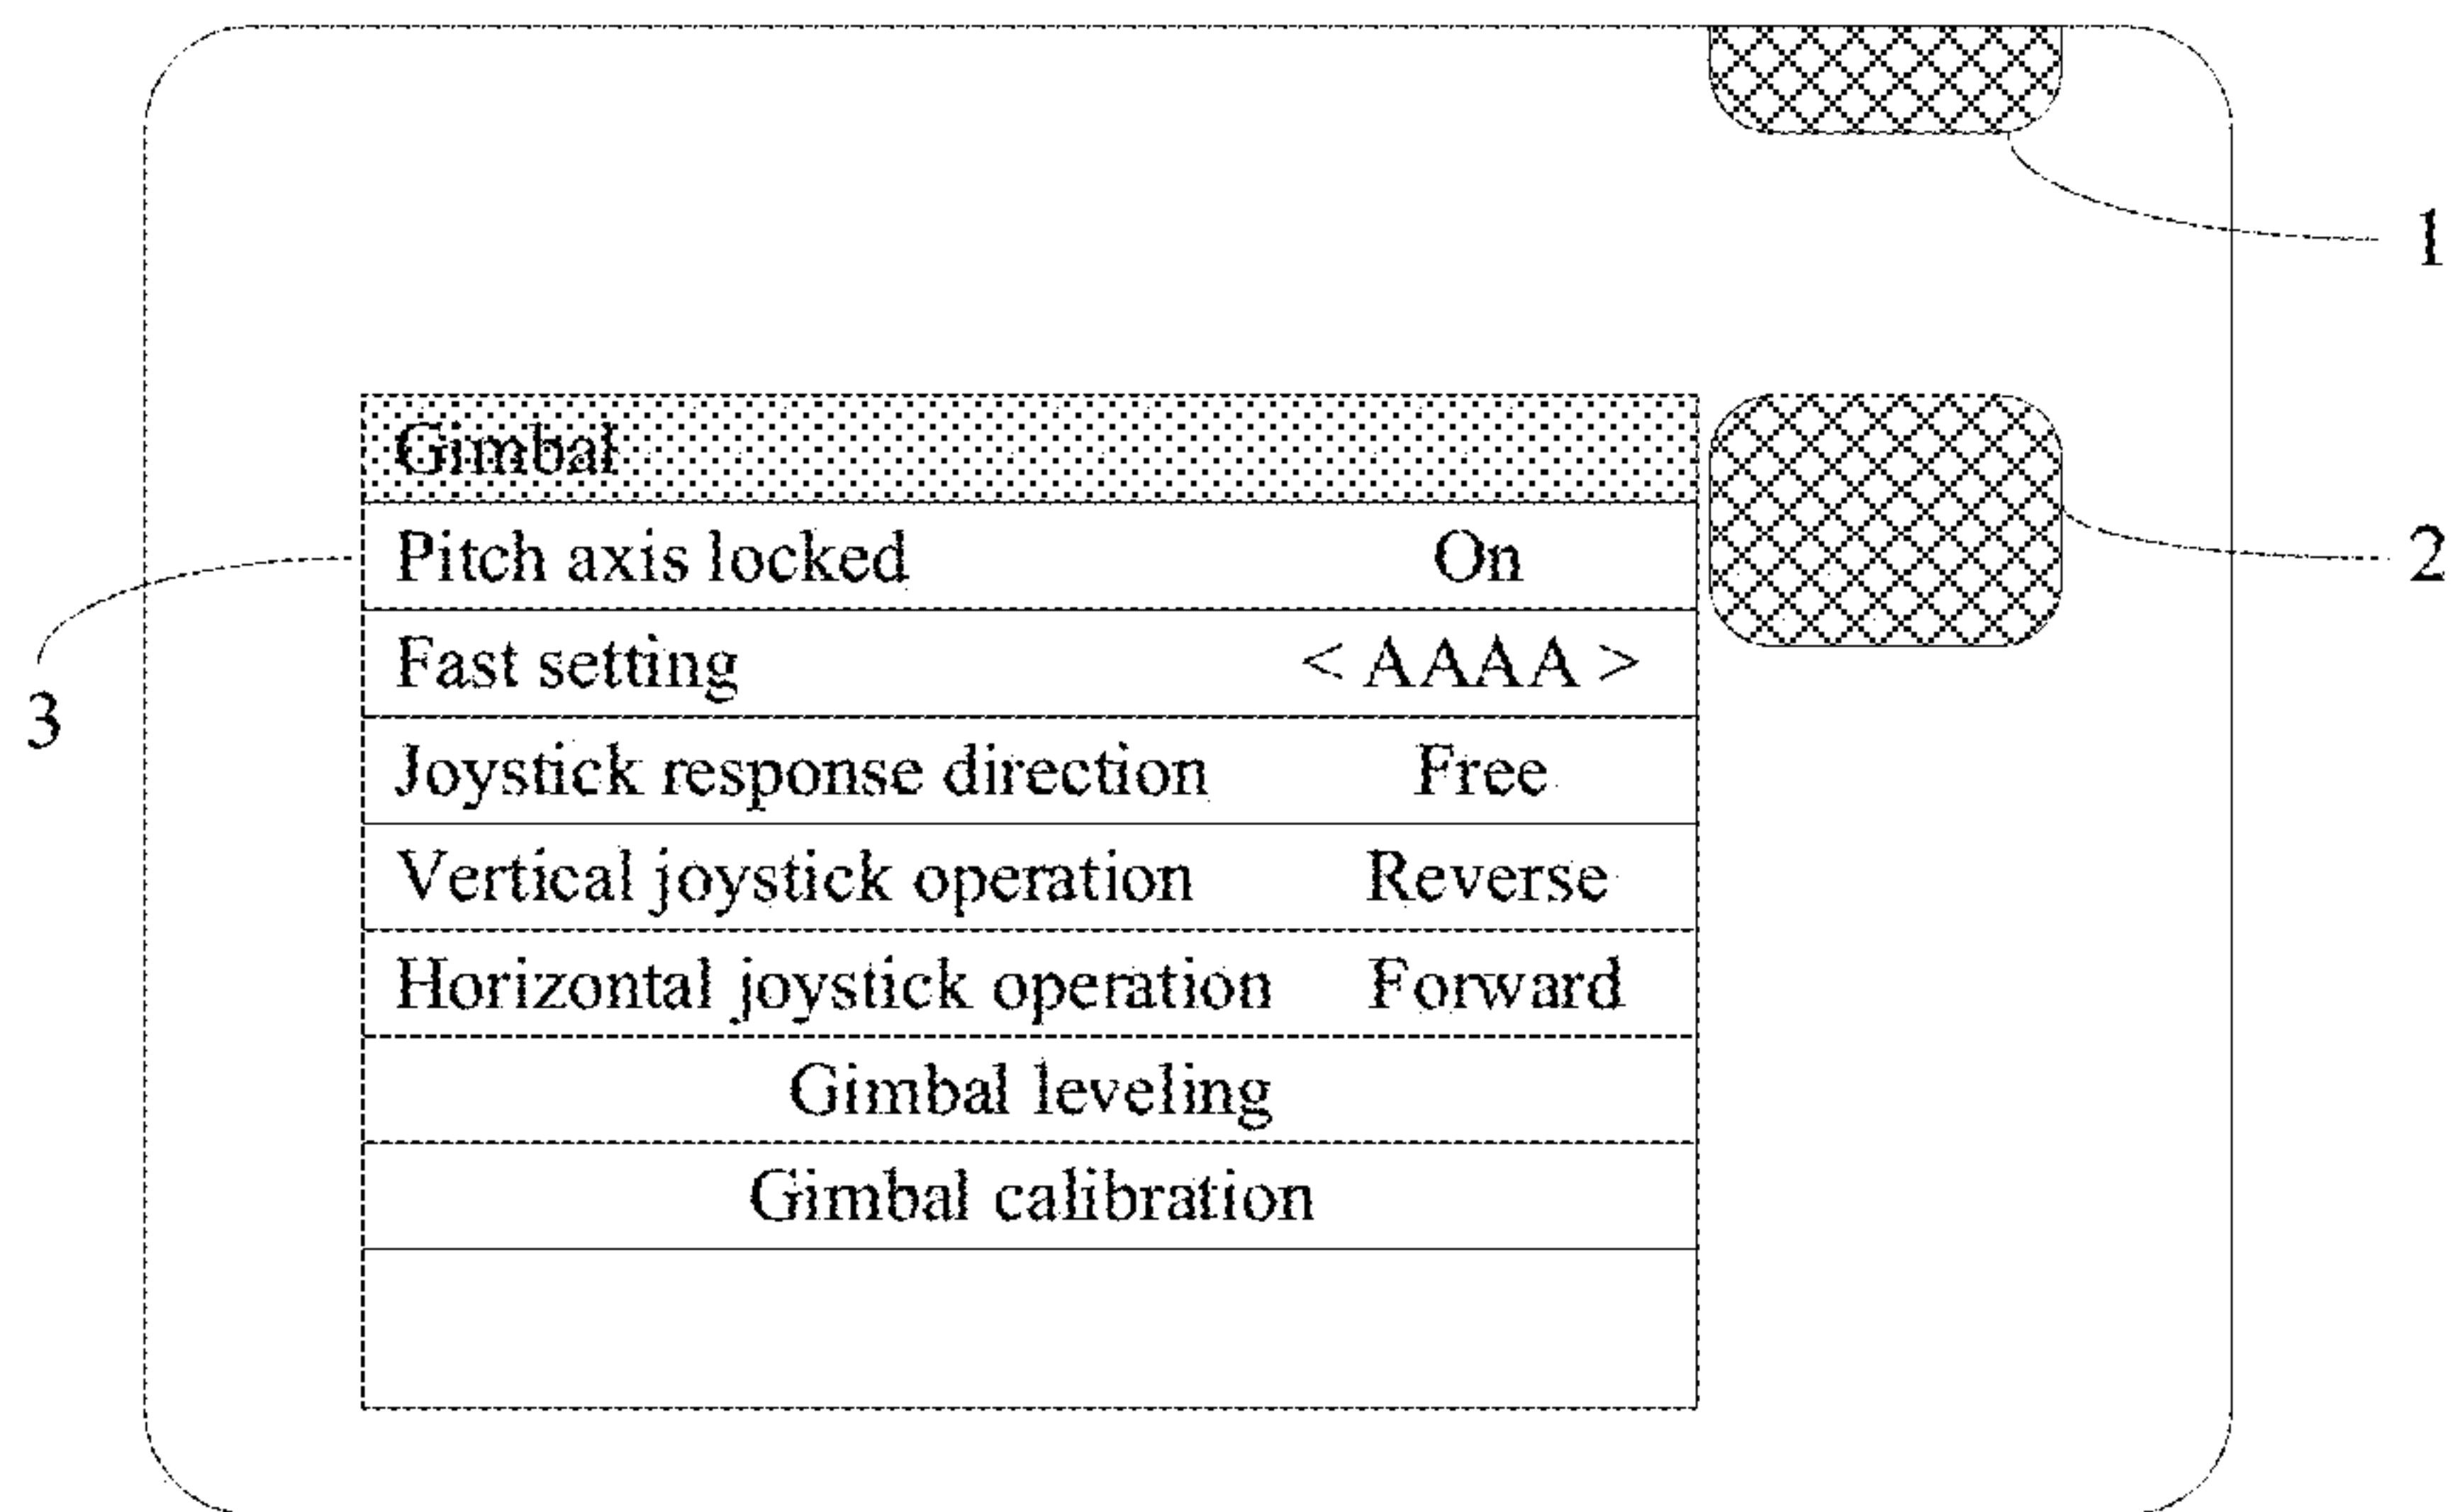 1
Gimbal
Pitch axis locked On
2
Fast setting < AAAA >
3
Joystick response direction Free
Vertical joystick operation Reverse
Horizontal joystick operation Forward
Gimbal leveling
Gimbal calibration